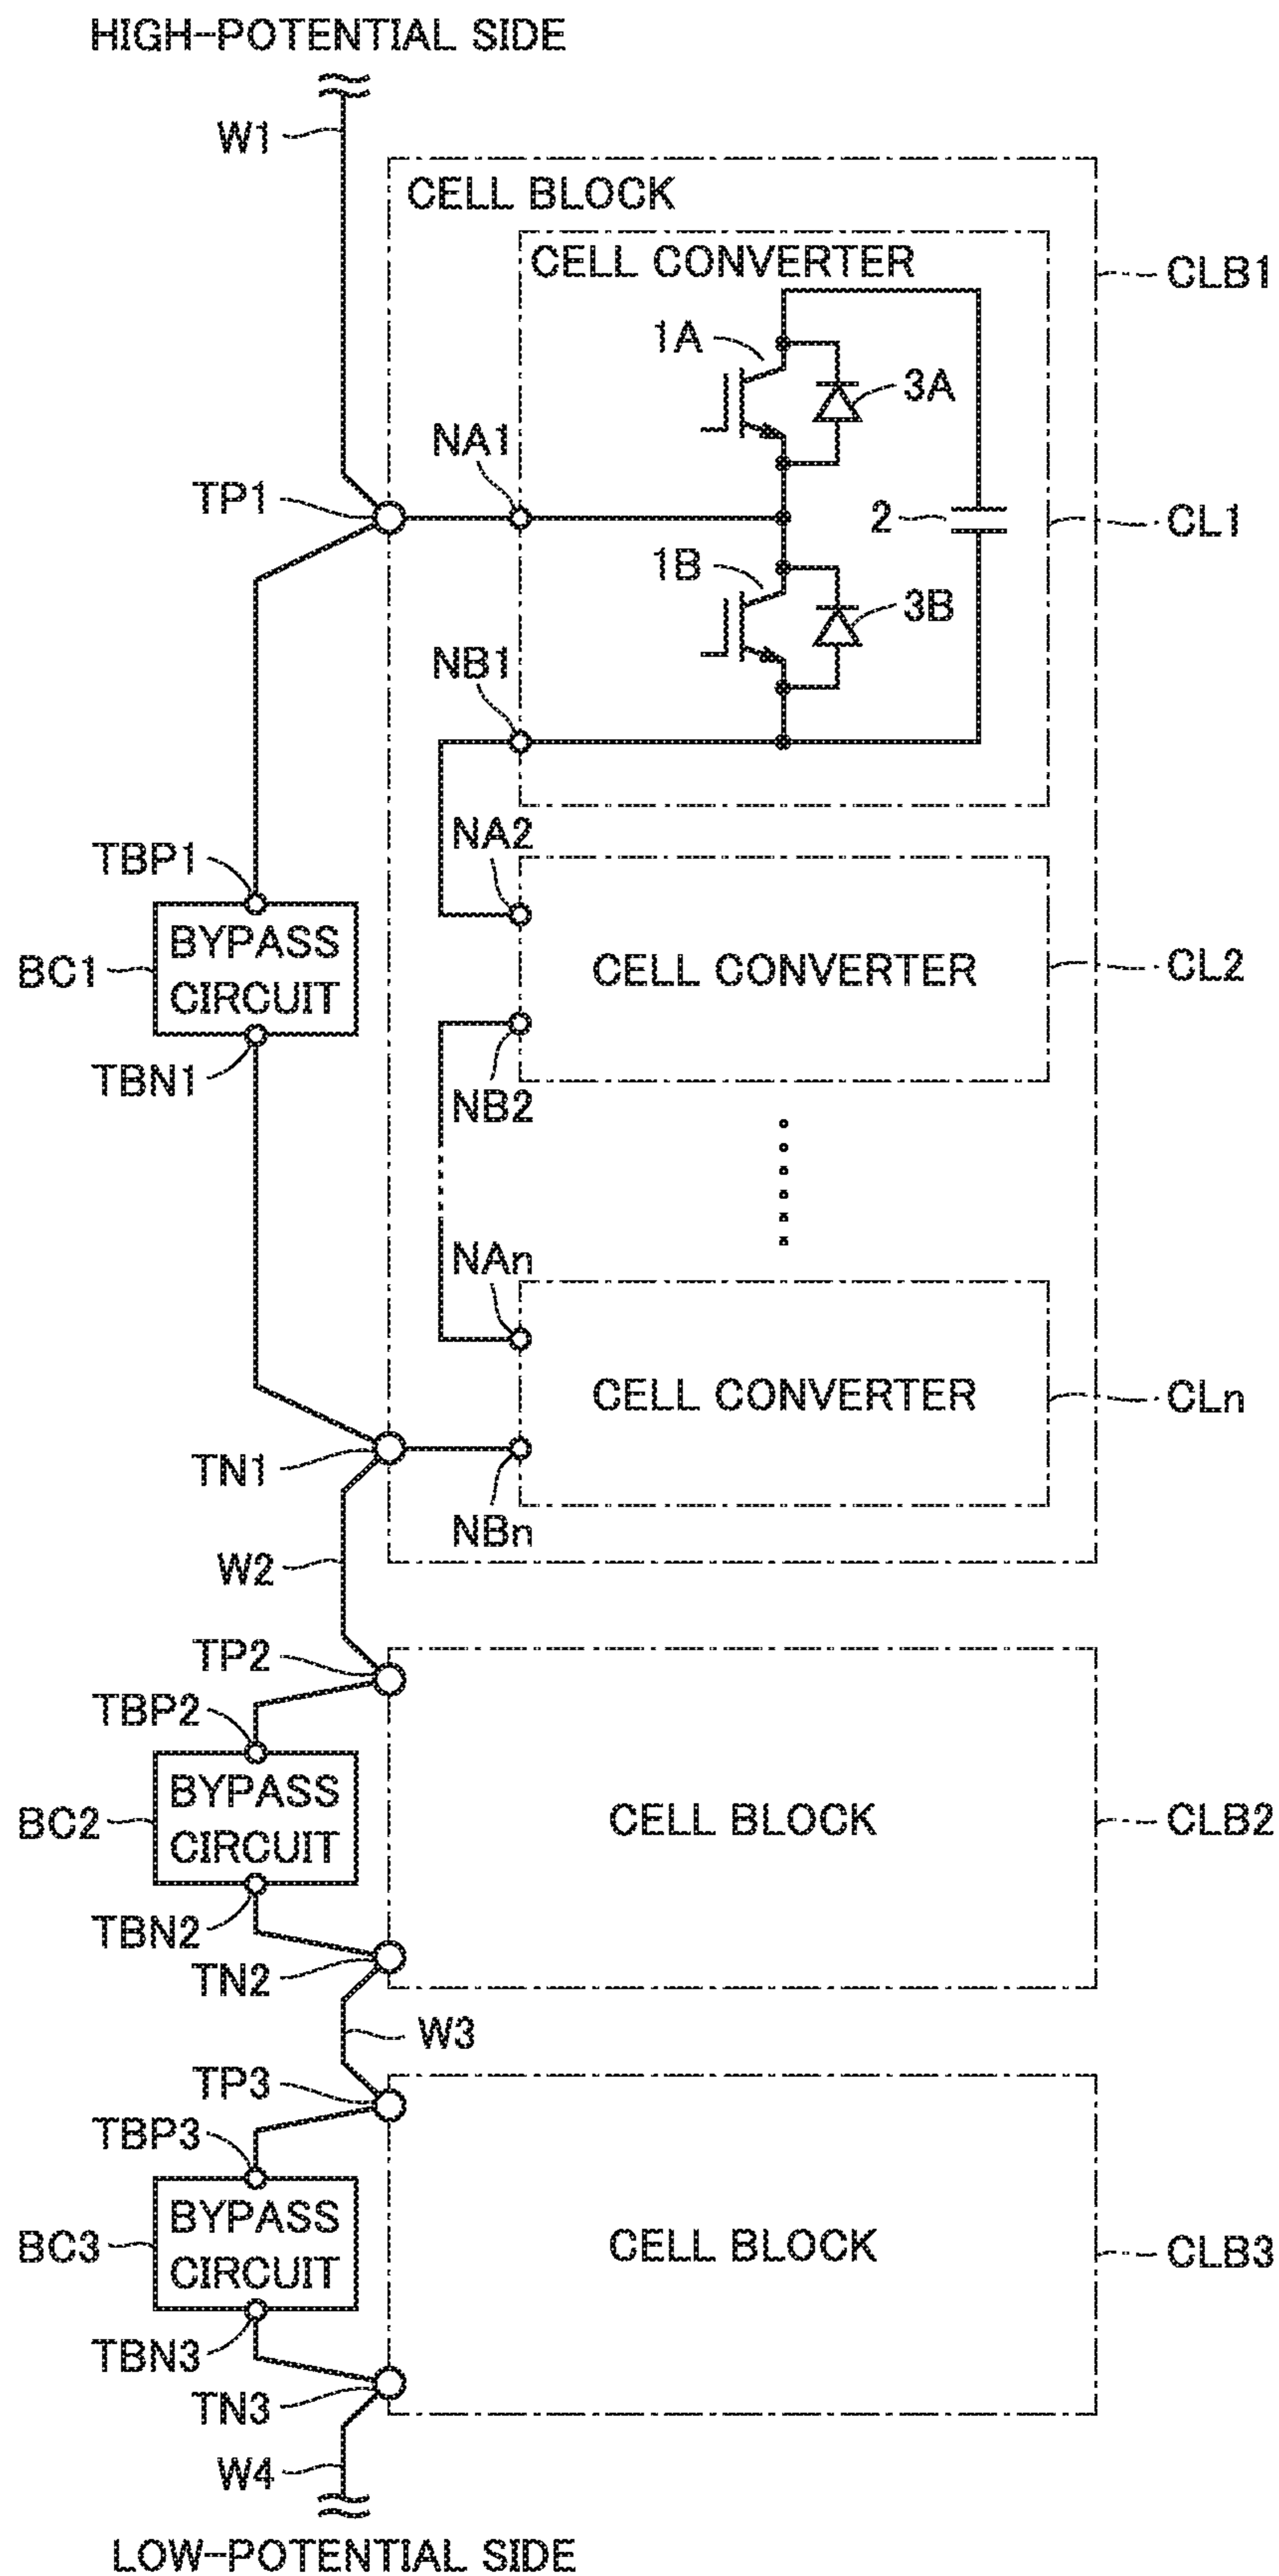 HIGH-POTENTIAL SIDE
W1
CELL BLOCK
CELL CONVERTER
CLB1
1A
3A
NA1
TP1
2
CL1
1B
3B
NB1
NA2
TBP1
BYPASS
CIRCUIT
BC1
CELL CONVERTER
CL2
TBN1
NB2
NAn
CELL CONVERTER
CLn
TN1
NBn
W2
TP2
TBP2
BYPASS
CIRCUIT
BC2
CELL BLOCK
CLB2
TBN2
TN2
W3
TP3
TBP3
BYPASS
CIRCUIT
BC3
CELL BLOCK
CLB3
TBN3
TN3
W4
LOW-POTENTIAL SIDE